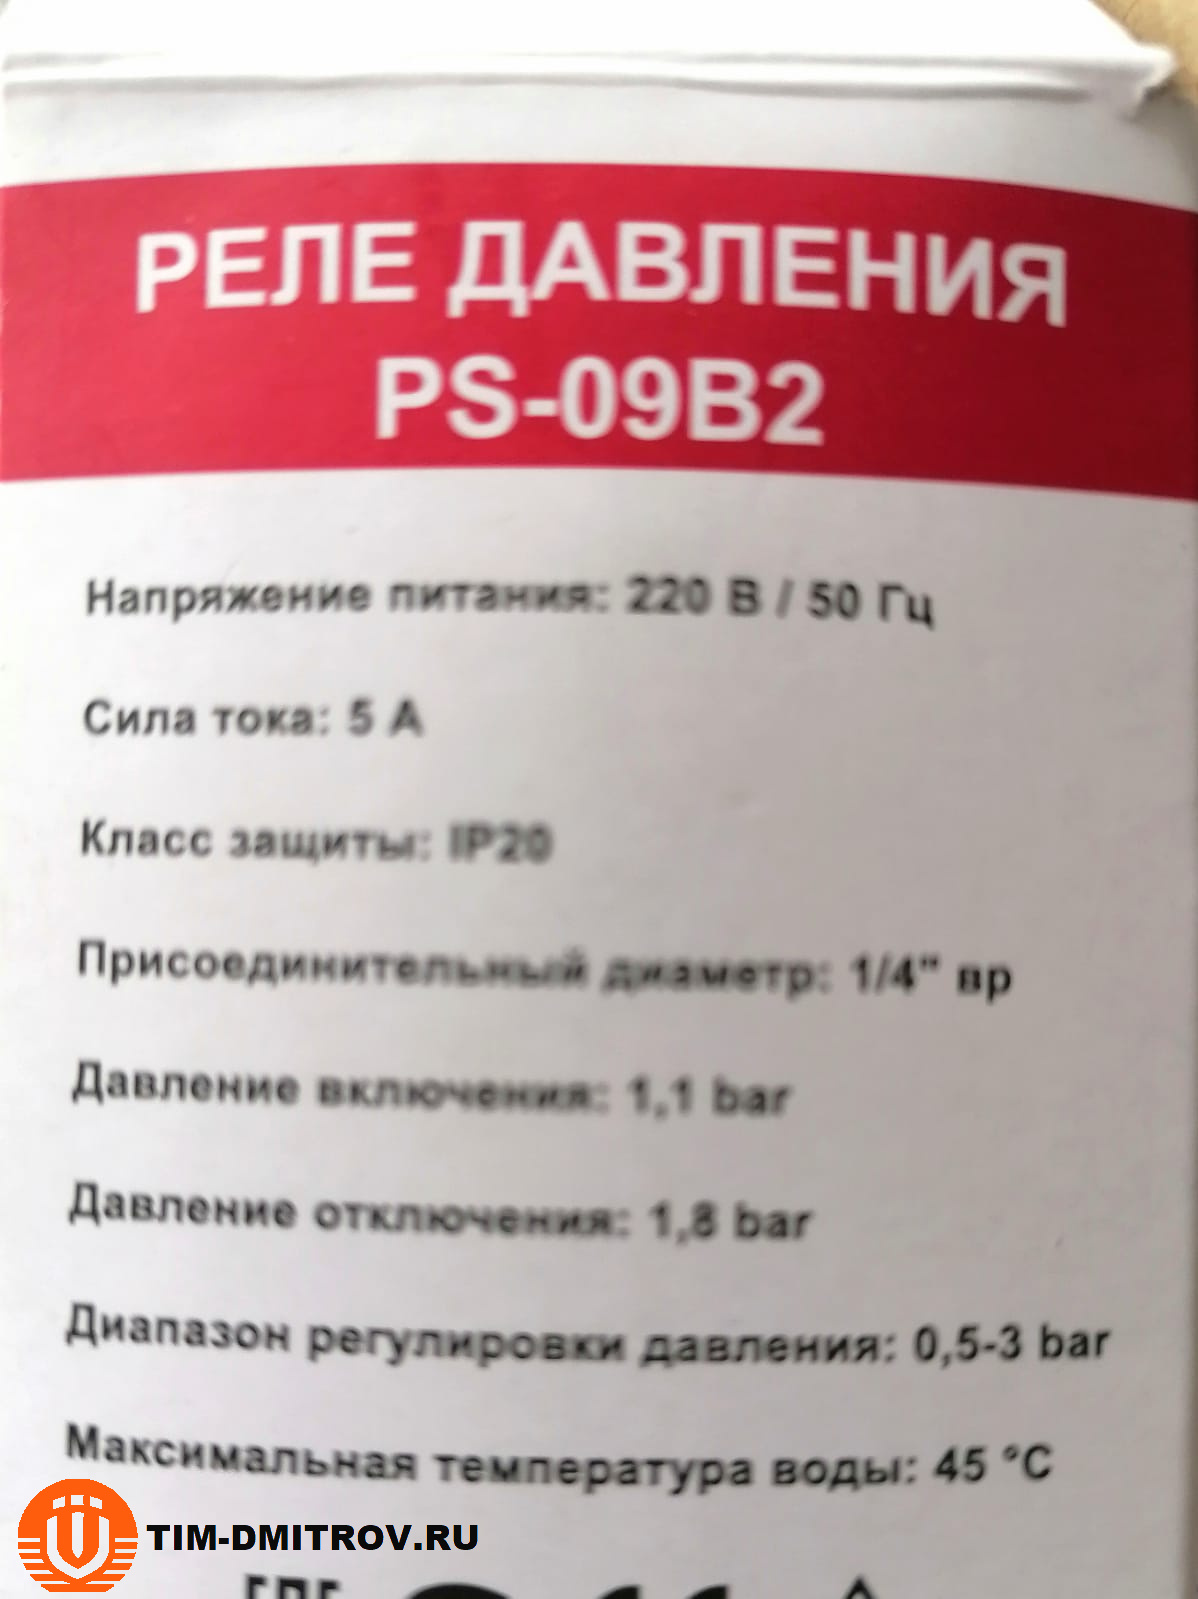 РЕЛЕ ДАВЛЕНИЯ
PS-09B2
Напряжение питания: 220 В / 50 Гц
Сила тока: 5 А
Класс защиты: IP20
Присоединительный диаметр: 1/4" вр
Давление включения: 1,1 bar
Давление отключения: 1,8 bar
Диапазон регулировки давления: 0,5-3 bar
Максимальная температура воды: 45 °C
TIM-DMITROV.RU